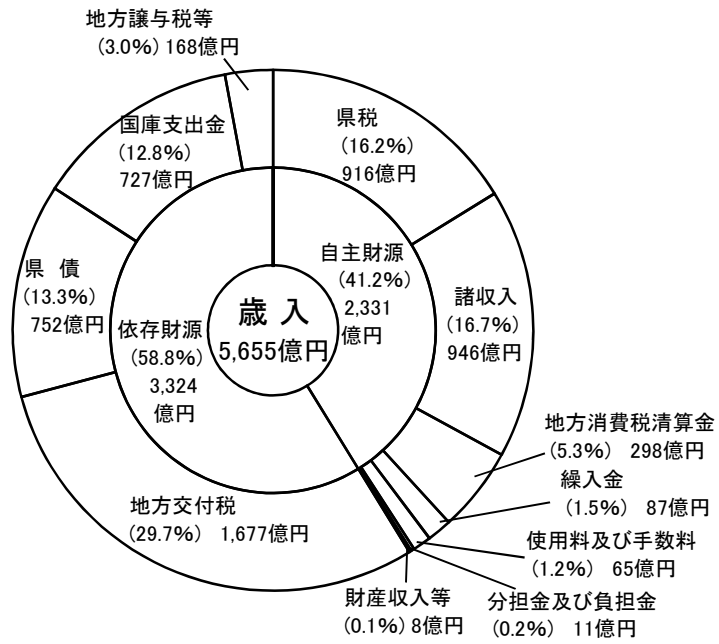 地方譲与税等
(3.0%) 168億円
国庫支出金
(12.8%)
727億円
県税
(16.2%)
916億円
自主財源
(41.2%)
2,331
億円
諸収入
(16.7%)
946億円
県 債
(13.3%)
752億円
依存財源
(58.8%)
3,324
億円
歳 入
5,655億円
地方消費税清算金
(5.3%) 298億円
繰入金
(1.5%) 87億円
使用料及び手数料
(1.2%) 65億円
分担金及び負担金
(0.2%) 11億円
財産収入等
(0.1%) 8億円
地方交付税
(29.7%) 1,677億円